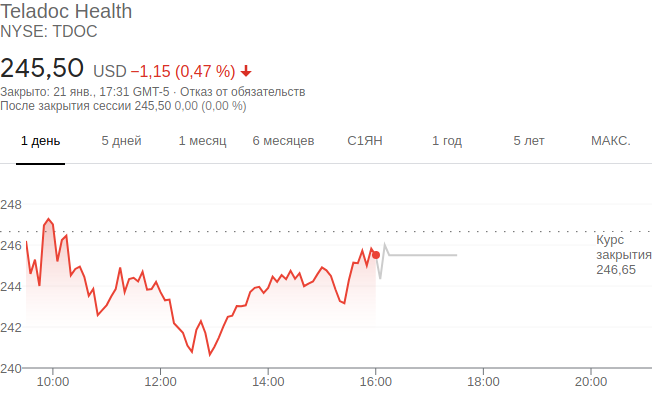 Teladoc Health
NYSE: TDOC
245,50 USD −1,15 (0,47 %)
Закрыто: 21 янв., 17:31 GMT-5 · Отказ от обязательств
После закрытия сессии 245,50 0,00 (0,00 %)
1 день 5 дней 1 месяц 6 месяцев С1ЯН 1 год 5 лет МАКС.
248
246
244
242
240
Курс
закрытия
246,65
10:00 12:00 14:00 16:00 18:00 20:00